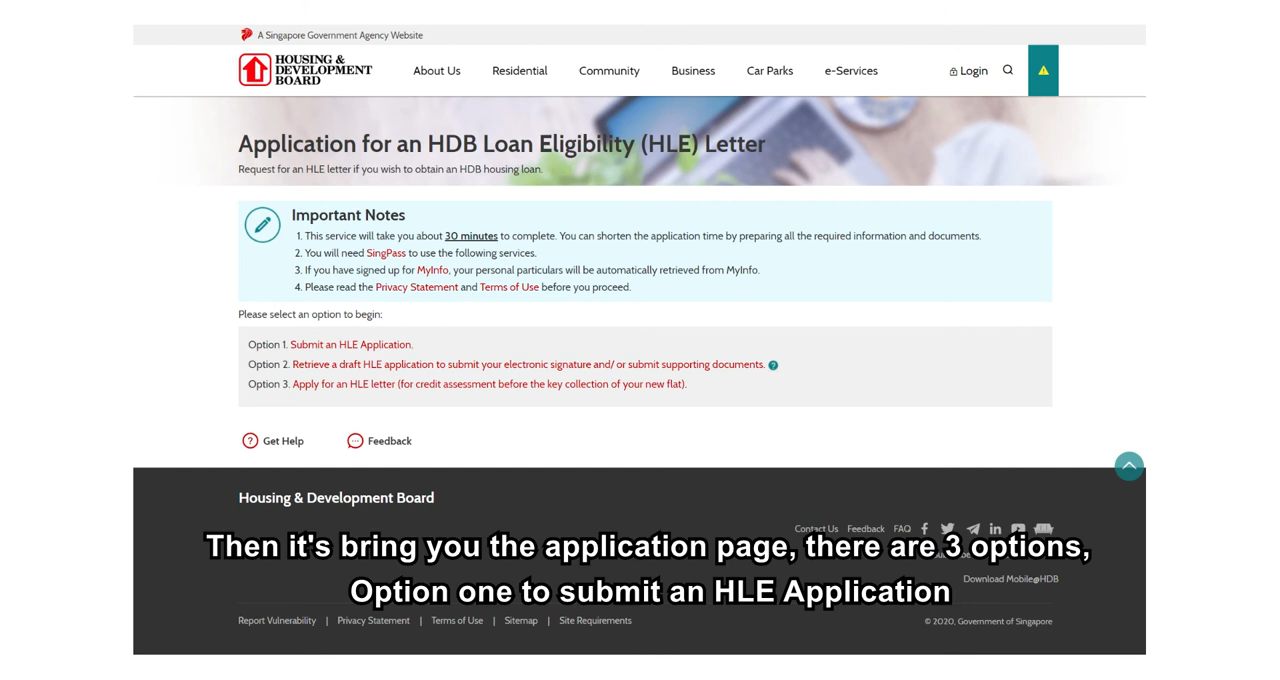 A Singapore Government Agency Website
HOUSING &
DEVELOPMENT
BOARD
About Us Residential Community Business Car Parks e-Services Login
Application for an HDB Loan Eligibility (HLE) Letter
Request for an HLE letter if you wish to obtain an HDB housing loan.
Important Notes
1. This service will take you about 30 minutes to complete. You can shorten the application time by preparing all the required information and documents.
2. You will need SingPass to use the following services.
3. If you have signed up for MyInfo, your personal particulars will be automatically retrieved from MyInfo.
4. Please read the Privacy Statement and Terms of Use before you proceed.
Please select an option to begin:
Option 1. Submit an HLE Application.
Option 2. Retrieve a draft HLE application to submit your electronic signature and/ or submit supporting documents. ?
Option 3. Apply for an HLE letter (for credit assessment before the key collection of your new flat).
? Get Help Feedback
Housing & Development Board
Contact Us Feedback FAQ
Then it's bring you the application page, there are 3 options,
Download Mobile@HDB
Option one to submit an HLE Application
Report Vulnerability | Privacy Statement | Terms of Use | Sitemap | Site Requirements
© 2020, Government of Singapore